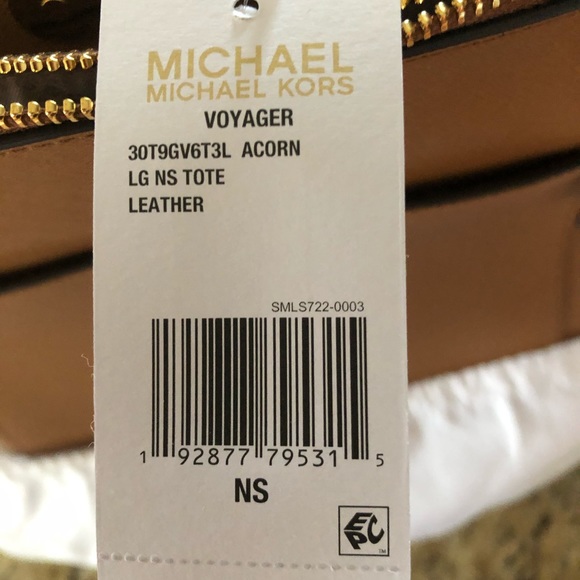 MICHAEL
MICHAEL KORS
VOYAGER
30T9GV6T3L ACORN
LG NS TOTE
LEATHER
SMLS722-0003
1 92877 79531 5
NS
EPC